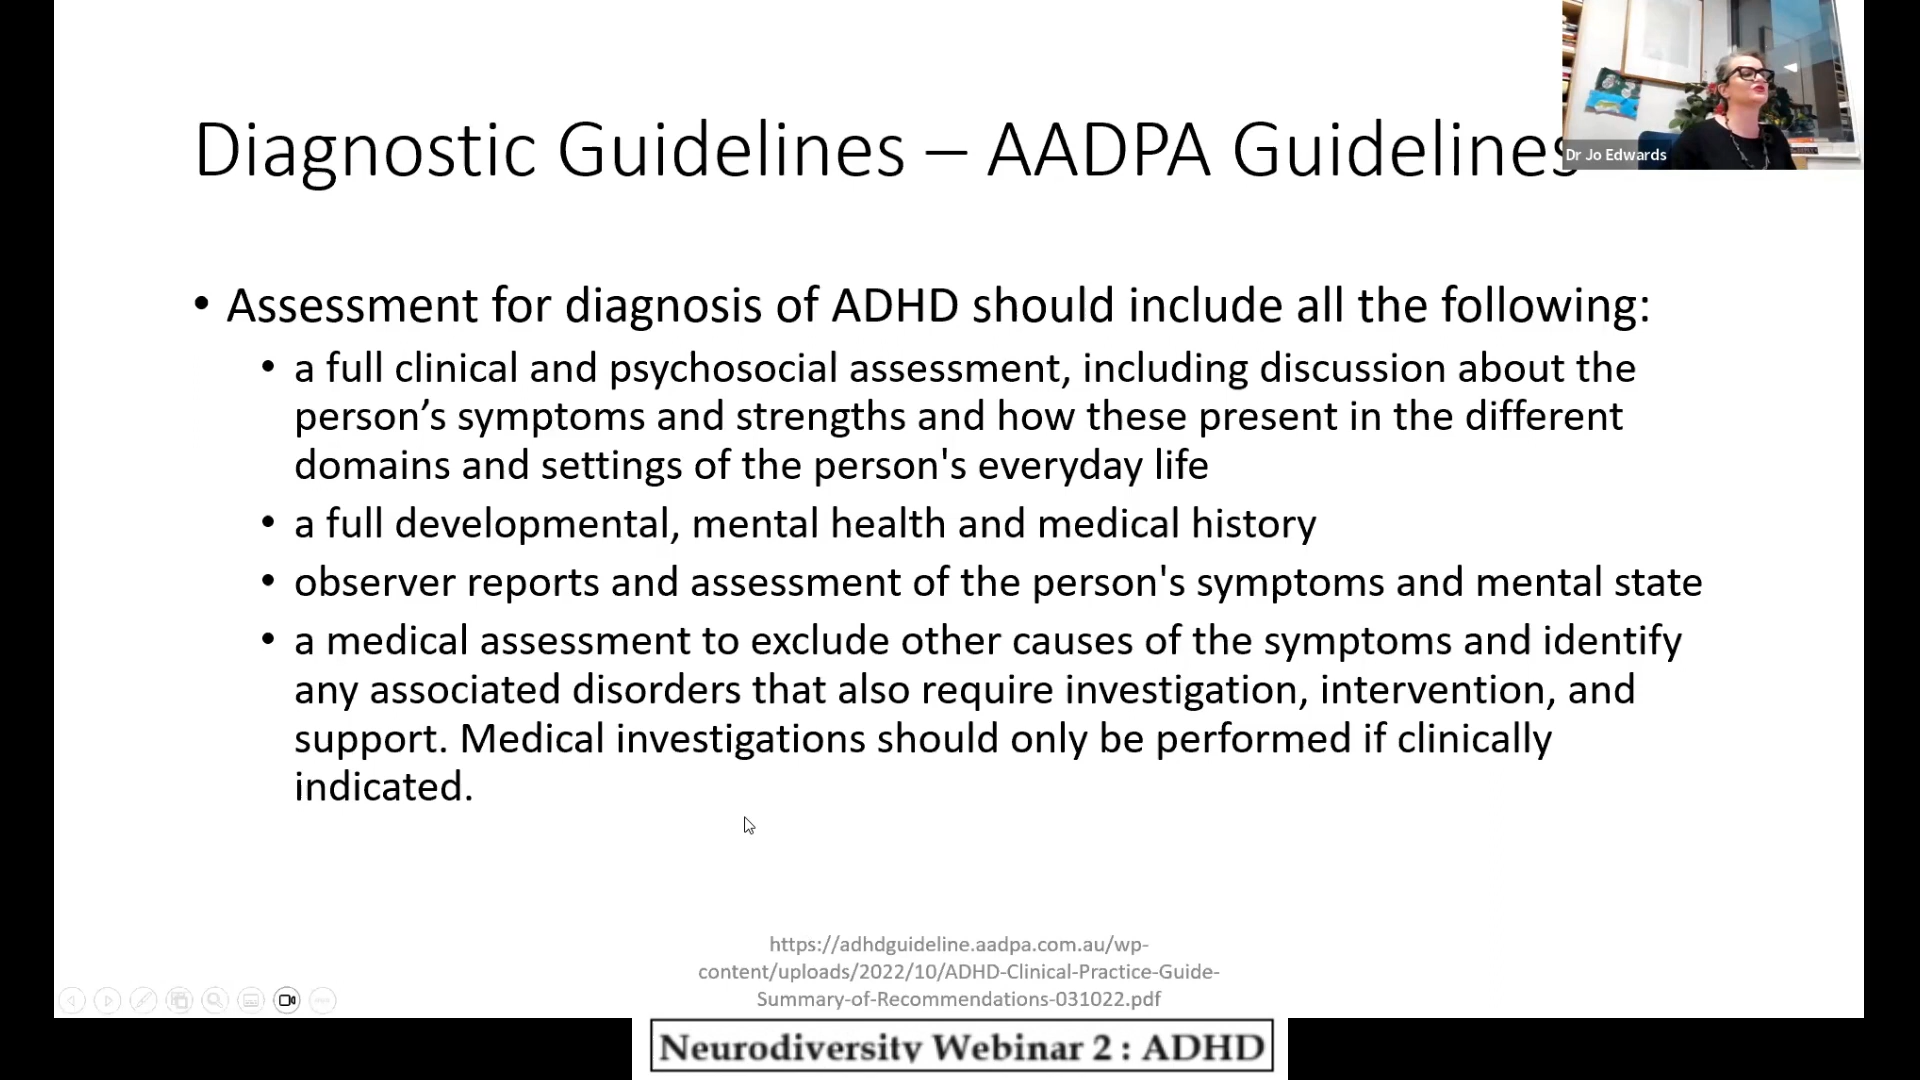 Diagnostic Guidelines – AADPA Guidelines
Dr Jo Edwards
• Assessment for diagnosis of ADHD should include all the following:
• a full clinical and psychosocial assessment, including discussion about the
person’s symptoms and strengths and how these present in the different
domains and settings of the person's everyday life
• a full developmental, mental health and medical history
• observer reports and assessment of the person's symptoms and mental state
• a medical assessment to exclude other causes of the symptoms and identify
any associated disorders that also require investigation, intervention, and
support. Medical investigations should only be performed if clinically
indicated.
https://adhdguideline.aadpa.com.au/wp-
content/uploads/2022/10/ADHD-Clinical-Practice-Guide-
Summary-of-Recommendations-031022.pdf
Neurodiversity Webinar 2 : ADHD